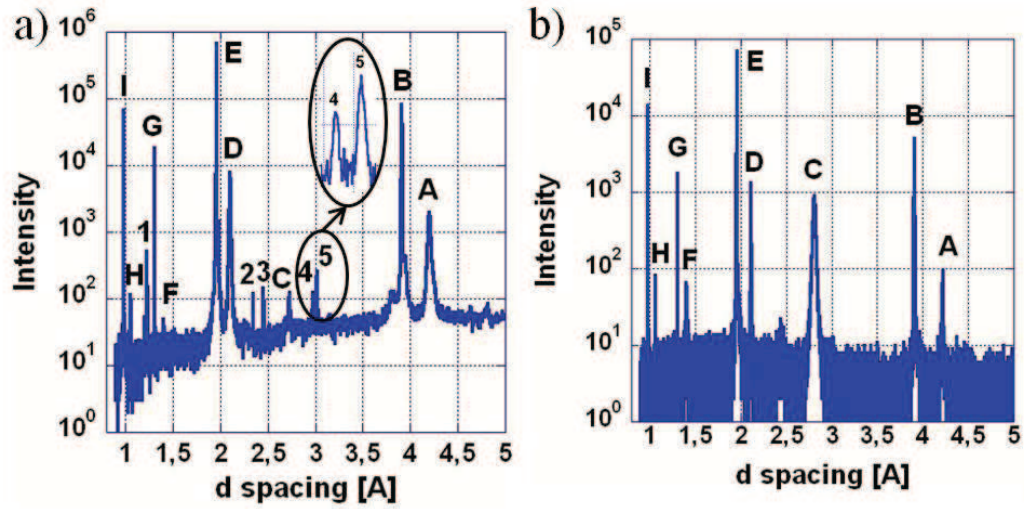 a)
Intensity
10^6
10^5
10^4
10^3
10^2
10^1
10^0
I
G
H
1
F
E
D
2
3
C
4
5
4
5
B
A
1 1,5 2 2,5 3 3,5 4 4,5 5
d spacing [A]
b)
Intensity
10^5
10^4
10^3
10^2
10^1
10^0
I
G
H
F
E
D
C
B
A
1 1,5 2 2,5 3 3,5 4 4,5 5
d spacing [A]